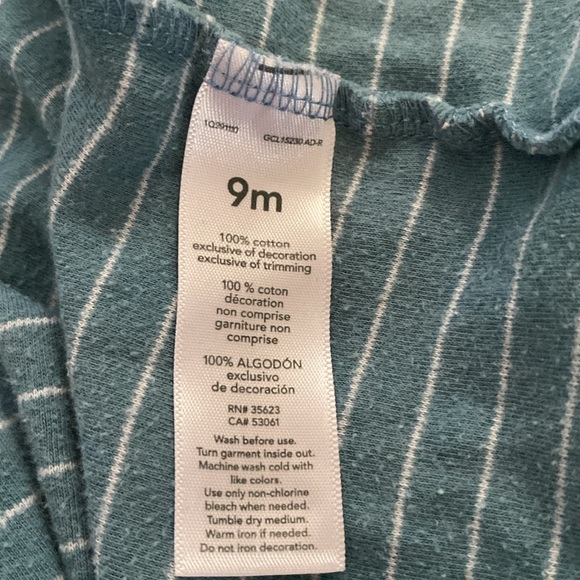 GCL15230 AD-R
9m
100% cotton
exclusive of decoration
exclusive of trimming
100 % coton
décoration
non comprise
garniture non
comprise
100% ALGODÓN
exclusivo
de decoración
RN# 35623
CA# 53061
Wash before use.
Turn garment inside out.
Machine wash cold with
like colors.
Use only non-chlorine
bleach when needed.
Tumble dry medium.
Warm iron if needed.
Do not iron decoration.